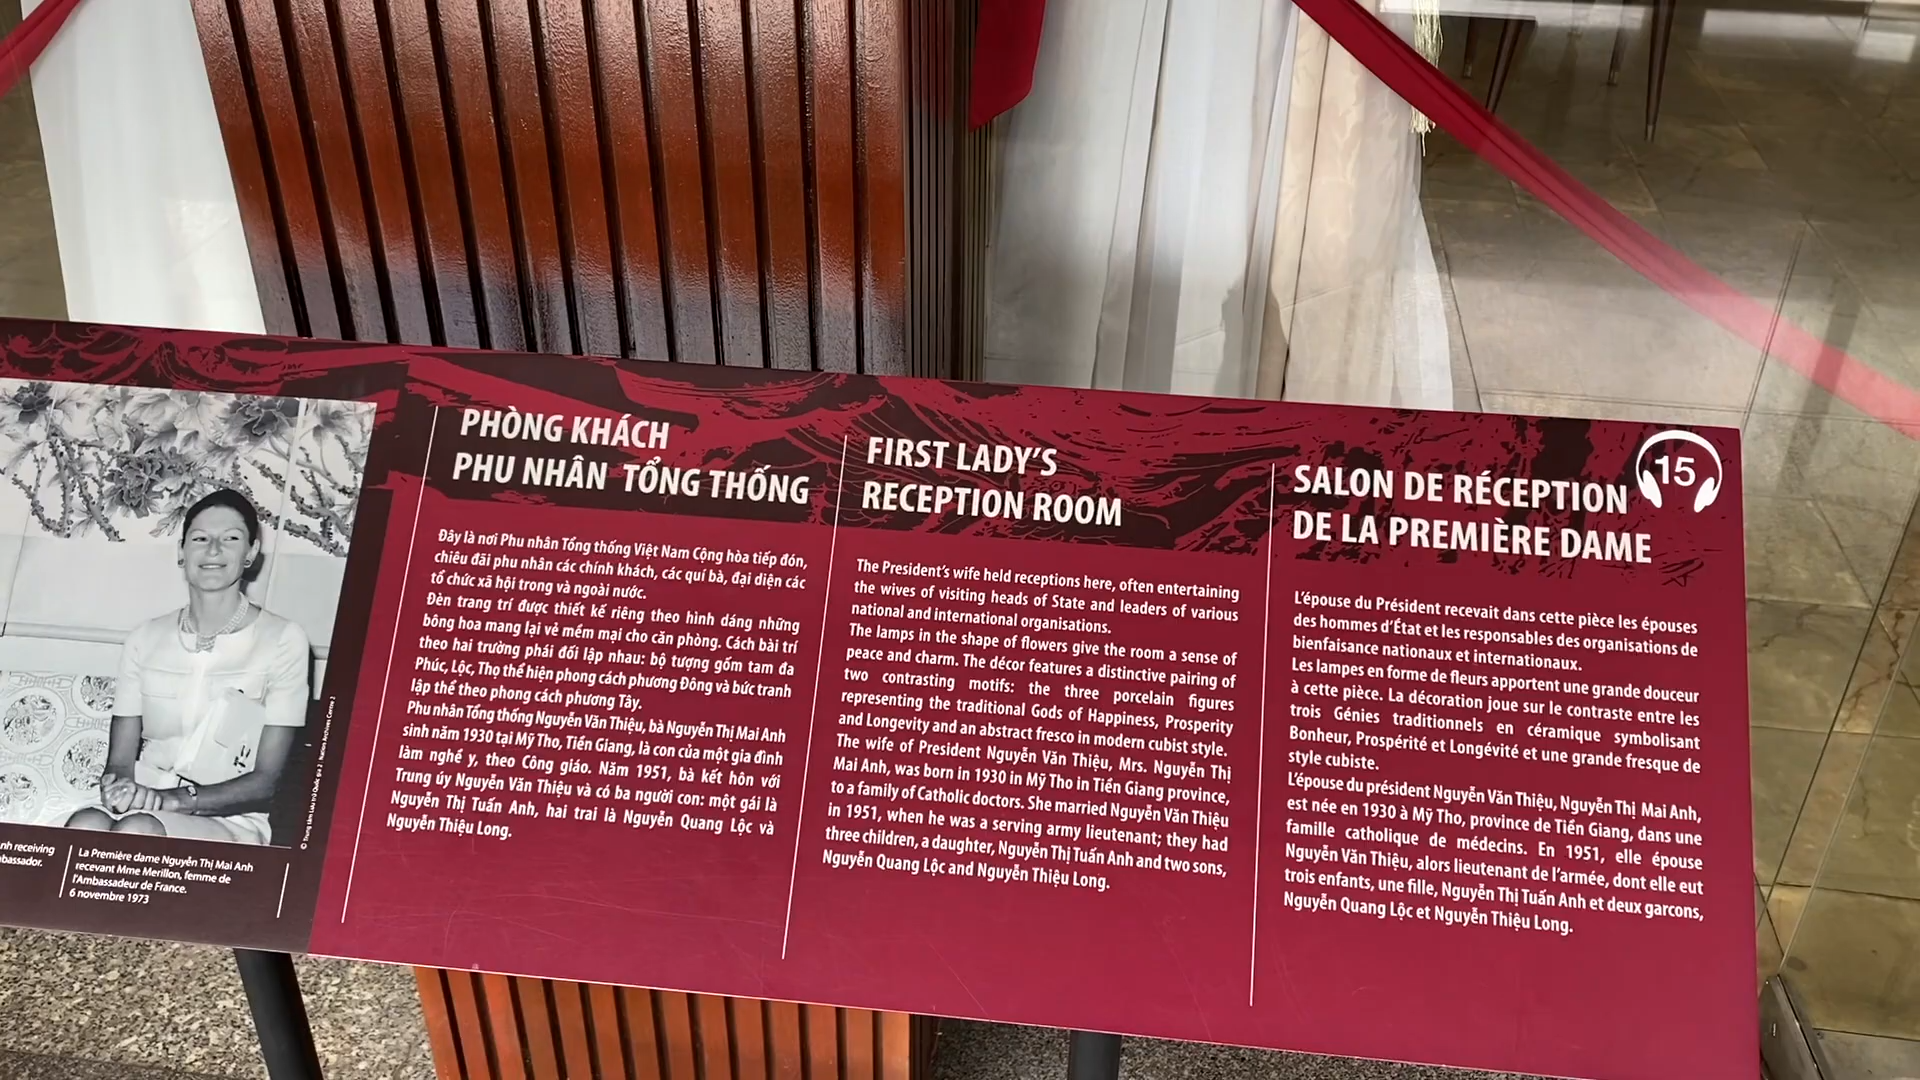 PHÒNG KHÁCH
PHU NHÂN TỔNG THỐNG
Đây là nơi Phu nhân Tổng thống Việt Nam Cộng hòa tiếp đón,
chiêu đãi phu nhân các chính khách, các quí bà, đại diện các
tổ chức xã hội trong và ngoài nước.
Đèn trang trí được thiết kế riêng theo hình dáng những
bông hoa mang lại vẻ mềm mại cho căn phòng. Cách bài trí
theo hai trường phái đối lập nhau: bộ tượng gốm tam đa
Phúc, Lộc, Thọ thể hiện phong cách phương Đông và bức tranh
lập thể theo phong cách phương Tây.
Phu nhân Tổng thống Nguyễn Văn Thiệu, bà Nguyễn Thị Mai Anh
sinh năm 1930 tại Mỹ Tho, Tiền Giang, là con của một gia đình
làm nghề y, theo Công giáo. Năm 1951, bà kết hôn với
Trung úy Nguyễn Văn Thiệu và có ba người con: một gái là
Nguyễn Thị Tuấn Anh, hai trai là Nguyễn Quang Lộc và
Nguyễn Thiệu Long.
FIRST LADY'S
RECEPTION ROOM
The President's wife held receptions here, often entertaining
the wives of visiting heads of State and leaders of various
national and international organisations.
The lamps in the shape of flowers give the room a sense of
peace and charm. The décor features a distinctive pairing of
two contrasting motifs: the three porcelain figures
representing the traditional Gods of Happiness, Prosperity
and Longevity and an abstract fresco in modern cubist style.
The wife of President Nguyễn Văn Thiệu, Mrs. Nguyễn Thị
Mai Anh, was born in 1930 in Mỹ Tho in Tiền Giang province,
to a family of Catholic doctors. She married Nguyễn Văn Thiệu
in 1951, when he was a serving army lieutenant; they had
three children, a daughter, Nguyễn Thị Tuấn Anh and two sons,
Nguyễn Quang Lộc and Nguyễn Thiệu Long.
SALON DE RÉCEPTION
DE LA PREMIÈRE DAME
15
L'épouse du Président recevait dans cette pièce les épouses
des hommes d'État et les responsables des organisations de
bienfaisance nationaux et internationaux.
Les lampes en forme de fleurs apportent une grande douceur
à cette pièce. La décoration joue sur le contraste entre les
trois Génies traditionnels en céramique symbolisant
Bonheur, Prospérité et Longévité et une grande fresque de
style cubiste.
L'épouse du président Nguyễn Văn Thiệu, Nguyễn Thị Mai Anh,
est née en 1930 à Mỹ Tho, province de Tiền Giang, dans une
famille catholique de médecins. En 1951, elle épouse
Nguyễn Văn Thiệu, alors lieutenant de l'armée, dont elle eut
trois enfants, une fille, Nguyễn Thị Tuấn Anh et deux garcons,
Nguyễn Quang Lộc et Nguyễn Thiệu Long.
nh receiving
bassador.
La Première dame Nguyễn Thị Mai Anh
recevant Mme Merillon, femme de
l'Ambassadeur de France.
6 novembre 1973
© Trung tâm Lưu trữ Quốc gia 2